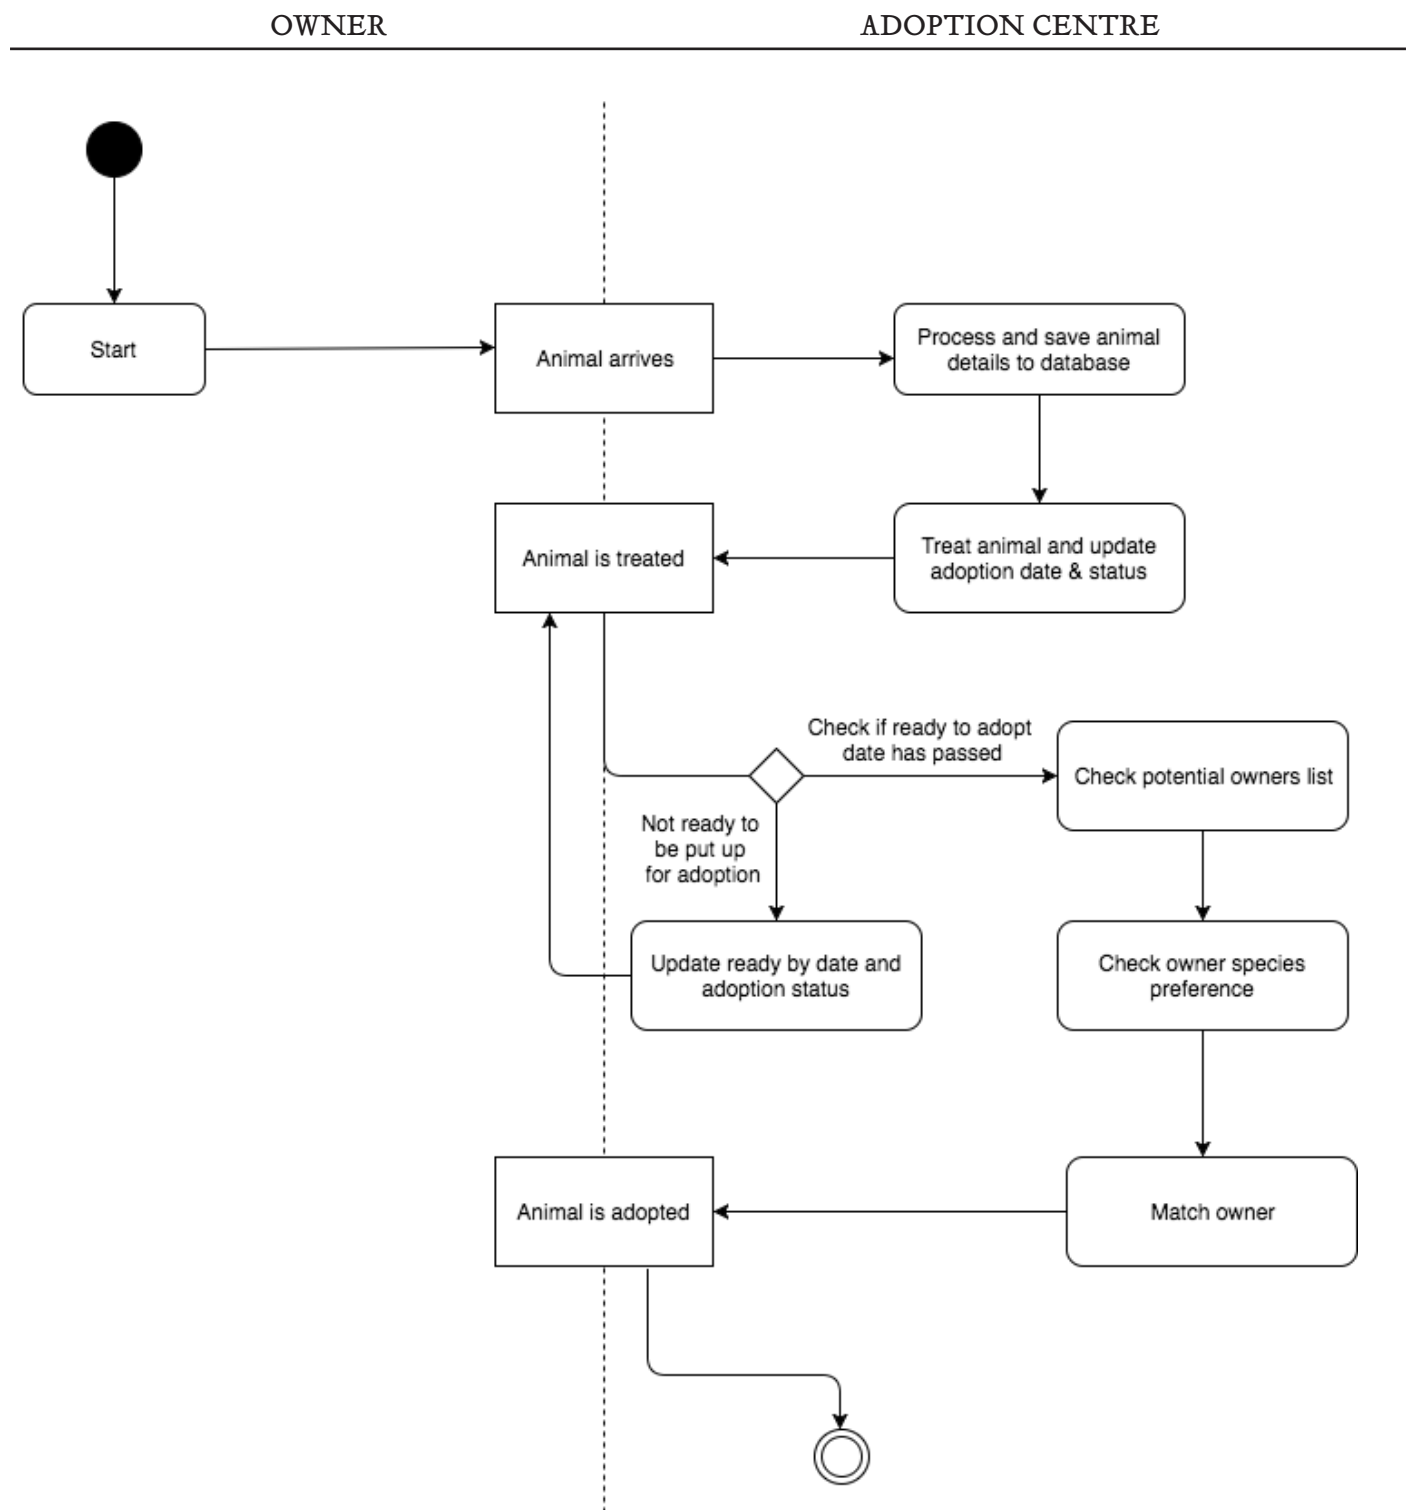 OWNER
ADOPTION CENTRE
Start
Animal arrives
Process and save animal
details to database
Animal is treated
Treat animal and update
adoption date & status
Check if ready to adopt
date has passed
Check potential owners list
Not ready to
be put up
for adoption
Update ready by date and
adoption status
Check owner species
preference
Animal is adopted
Match owner